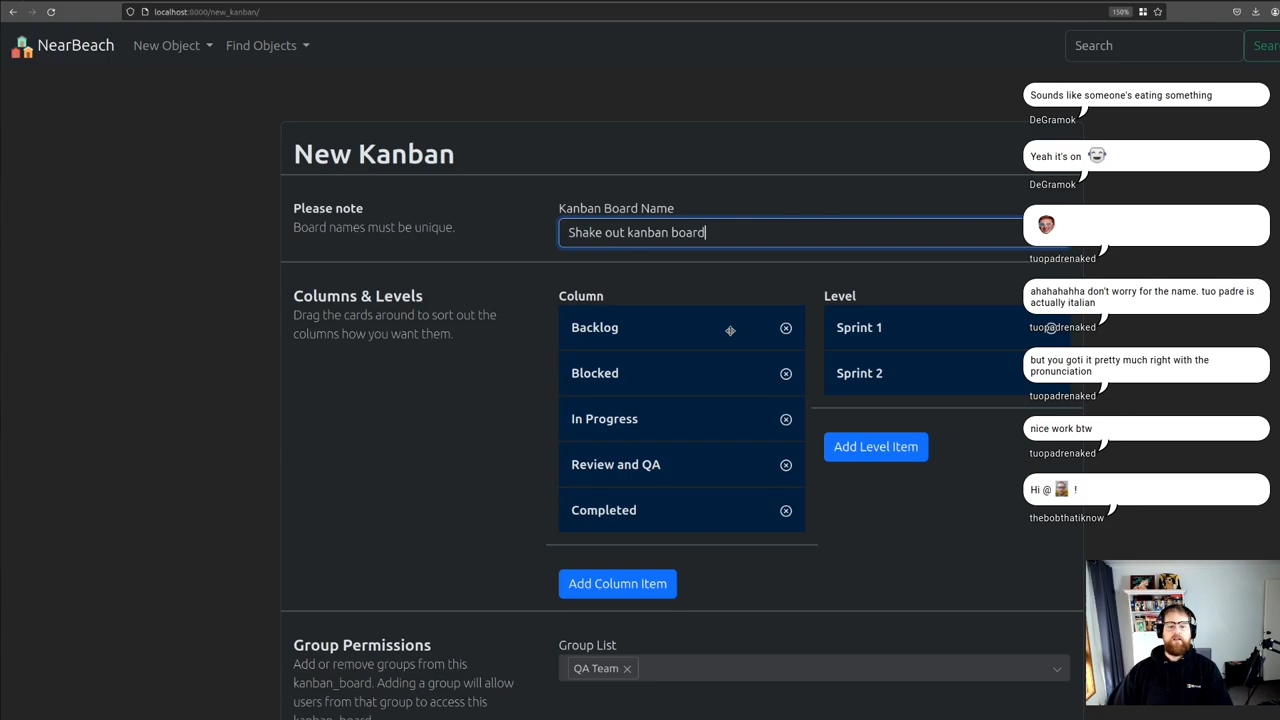 localhost:8000/new_kanban/
150%
NearBeach
New Object
Find Objects
Search
Sear
New Kanban
Please note
Board names must be unique.
Kanban Board Name
Shake out kanban board
Columns & Levels
Drag the cards around to sort out the
columns how you want them.
Column
Backlog
Blocked
In Progress
Review and QA
Completed
Add Column Item
Level
Sprint 1
Sprint 2
Add Level Item
Group Permissions
Add or remove groups from this
kanban_board. Adding a group will allow
users from that group to access this
kanban_board.
Group List
QA Team
Sounds like someone's eating something
DeGramok
Yeah it's on
DeGramok
tuopadrenaked
ahahahahha don't worry for the name. tuo padre is
actually italian
tuopadrenaked
but you goti it pretty much right with the
pronunciation
tuopadrenaked
nice work btw
tuopadrenaked
Hi @ !
thebobthatiknow